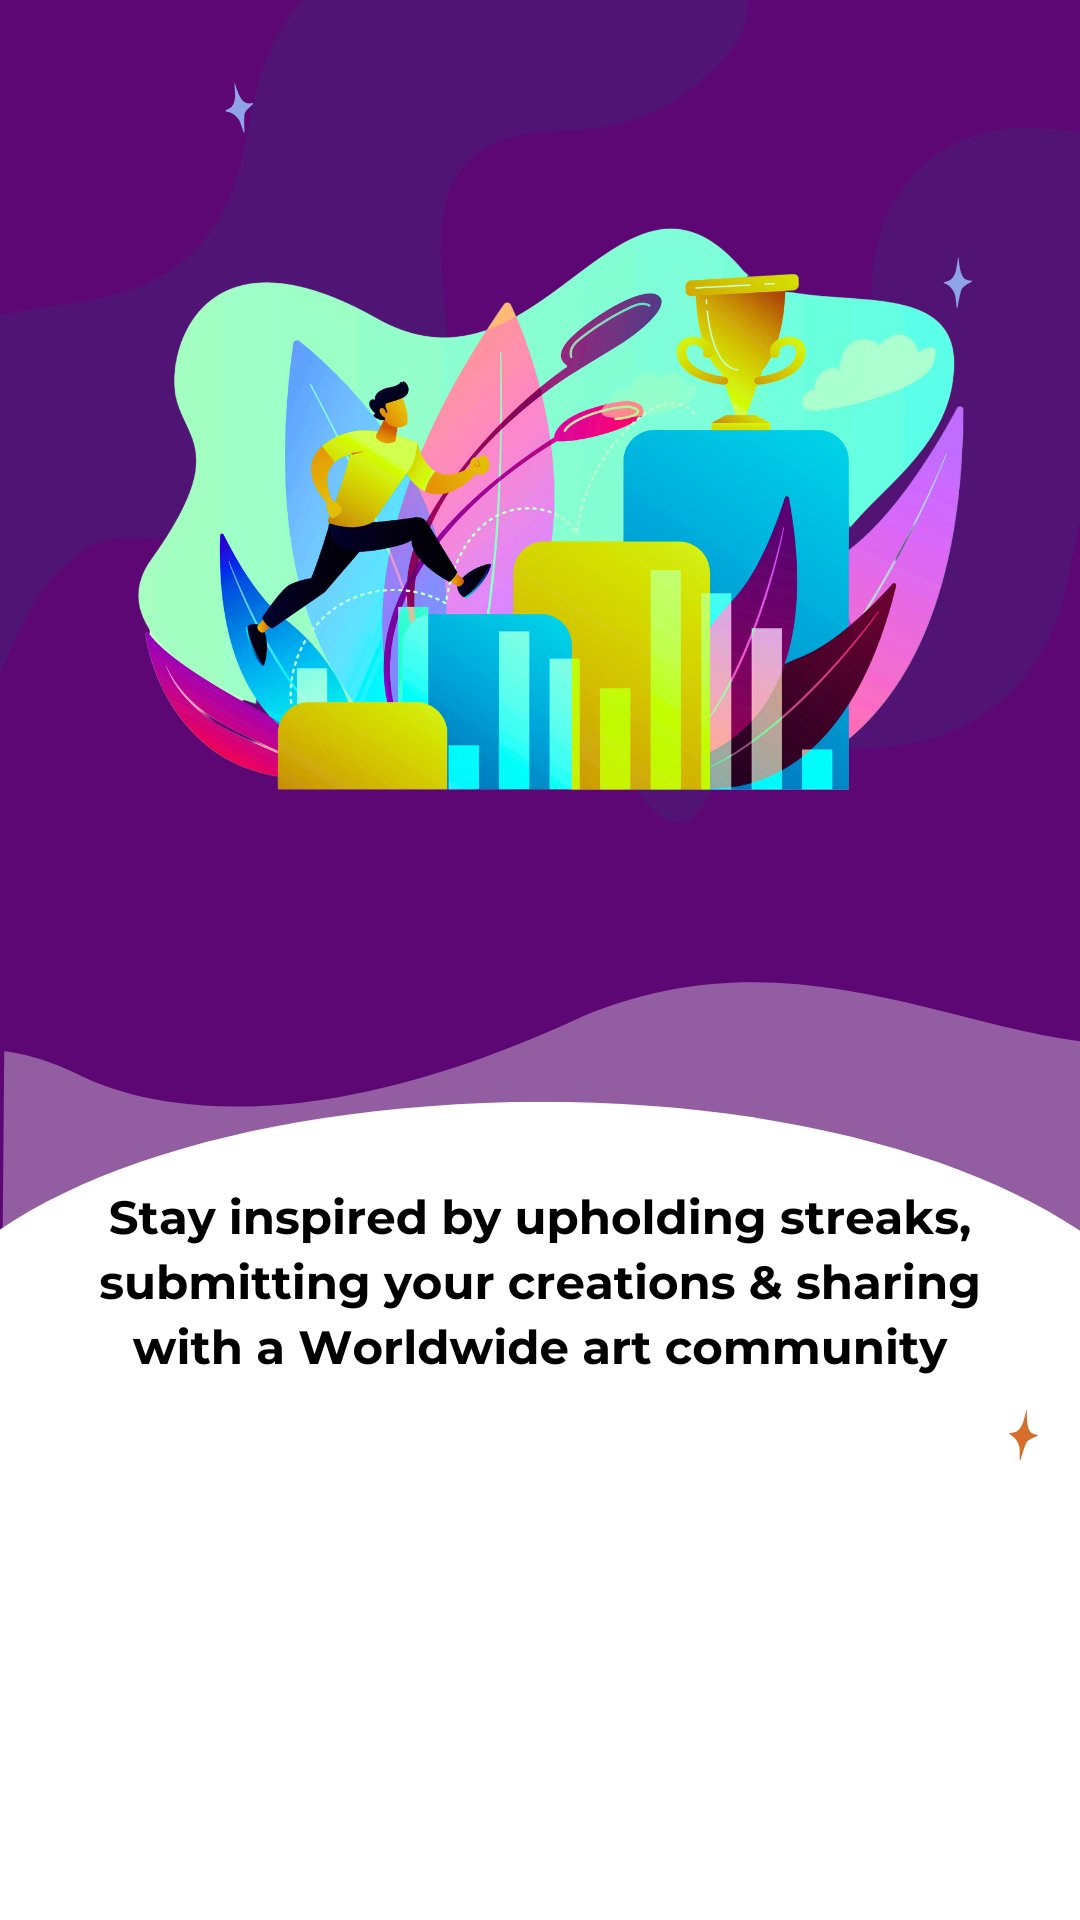 Stay inspired by upholding streaks,
submitting your creations & sharing
with a Worldwide art community